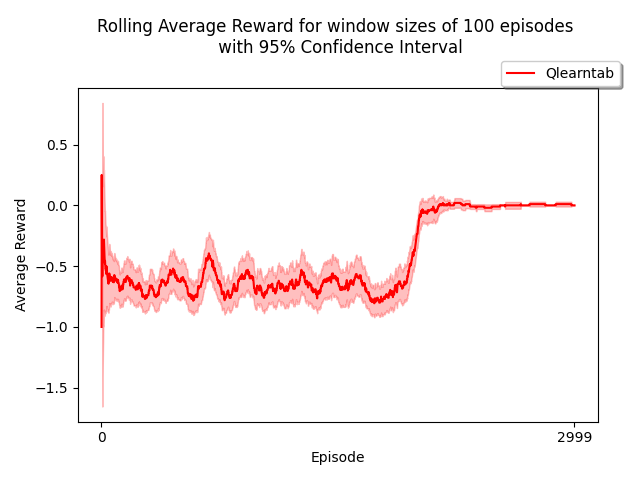 Rolling Average Reward for window sizes of 100 episodes
with 95% Confidence Interval
Qlearntab
0.5
0.0
−0.5
−1.0
−1.5
Average Reward
0
2999
Episode